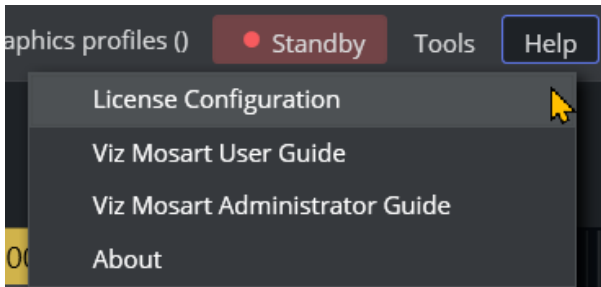 aphics profiles () Standby Tools Help
License Configuration
Viz Mosart User Guide
Viz Mosart Administrator Guide
About